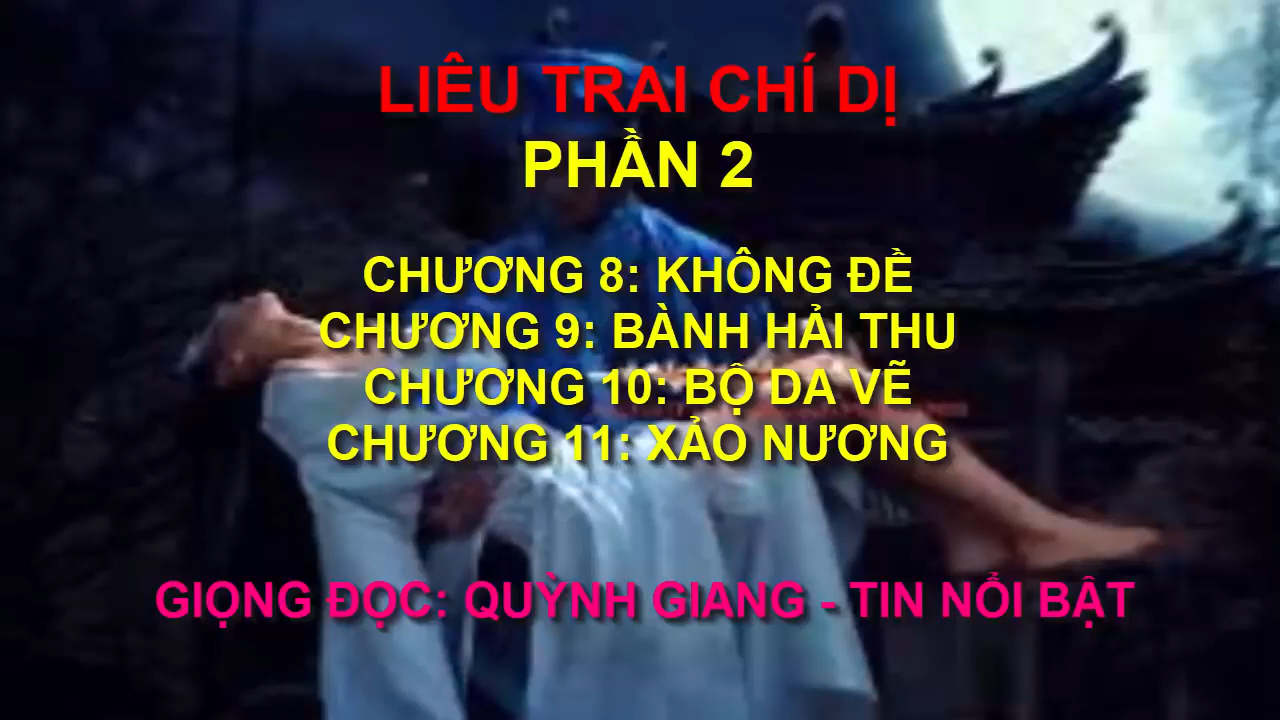 LIÊU TRAI CHÍ DỊ
PHẦN 2
CHƯƠNG 8: KHÔNG ĐỀ
CHƯƠNG 9: BÀNH HẢI THU
CHƯƠNG 10: BỘ DA VẼ
CHƯƠNG 11: XẢO NƯƠNG
GIỌNG ĐỌC: QUỲNH GIANG - TIN NỔI BẬT